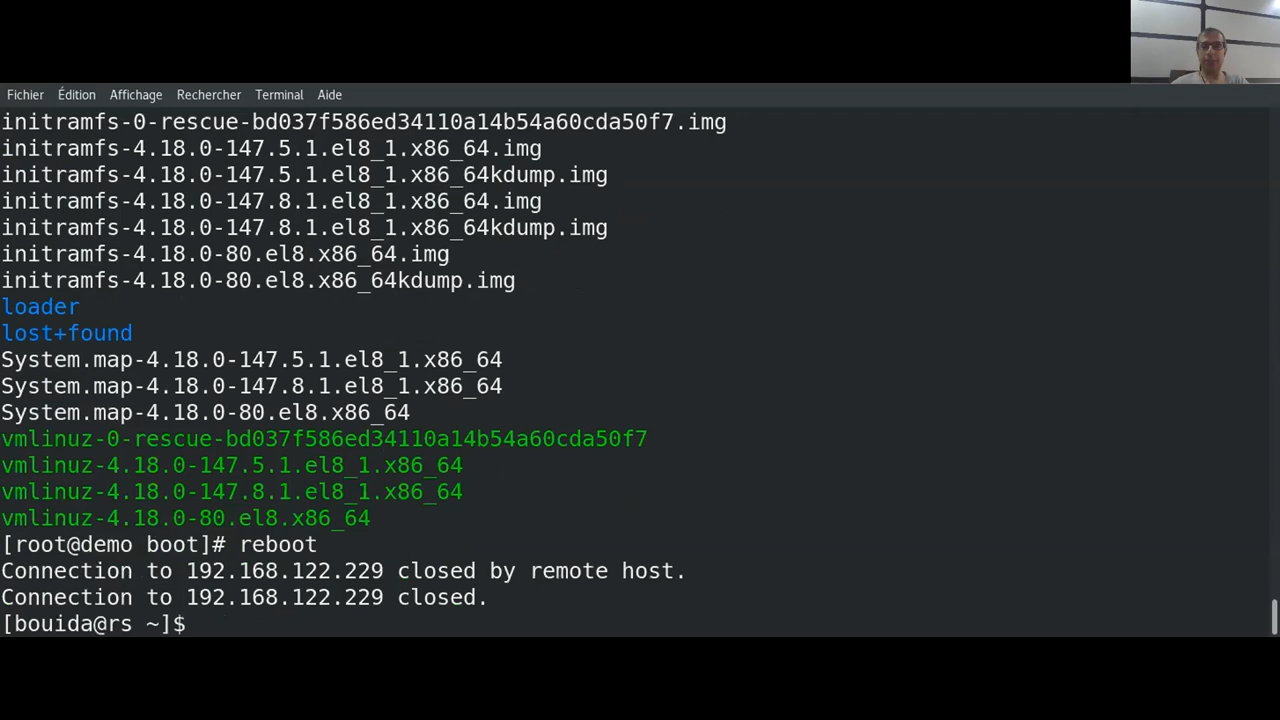 Fichier Édition Affichage Rechercher Terminal Aide
initramfs-0-rescue-bd037f586ed34110a14b54a60cda50f7.img
initramfs-4.18.0-147.5.1.el8_1.x86_64.img
initramfs-4.18.0-147.5.1.el8_1.x86_64kdump.img
initramfs-4.18.0-147.8.1.el8_1.x86_64.img
initramfs-4.18.0-147.8.1.el8_1.x86_64kdump.img
initramfs-4.18.0-80.el8.x86_64.img
initramfs-4.18.0-80.el8.x86_64kdump.img
loader
lost+found
System.map-4.18.0-147.5.1.el8_1.x86_64
System.map-4.18.0-147.8.1.el8_1.x86_64
System.map-4.18.0-80.el8.x86_64
vmlinuz-0-rescue-bd037f586ed34110a14b54a60cda50f7
vmlinuz-4.18.0-147.5.1.el8_1.x86_64
vmlinuz-4.18.0-147.8.1.el8_1.x86_64
vmlinuz-4.18.0-80.el8.x86_64
[root@demo boot]# reboot
Connection to 192.168.122.229 closed by remote host.
Connection to 192.168.122.229 closed.
[bouida@rs ~]$